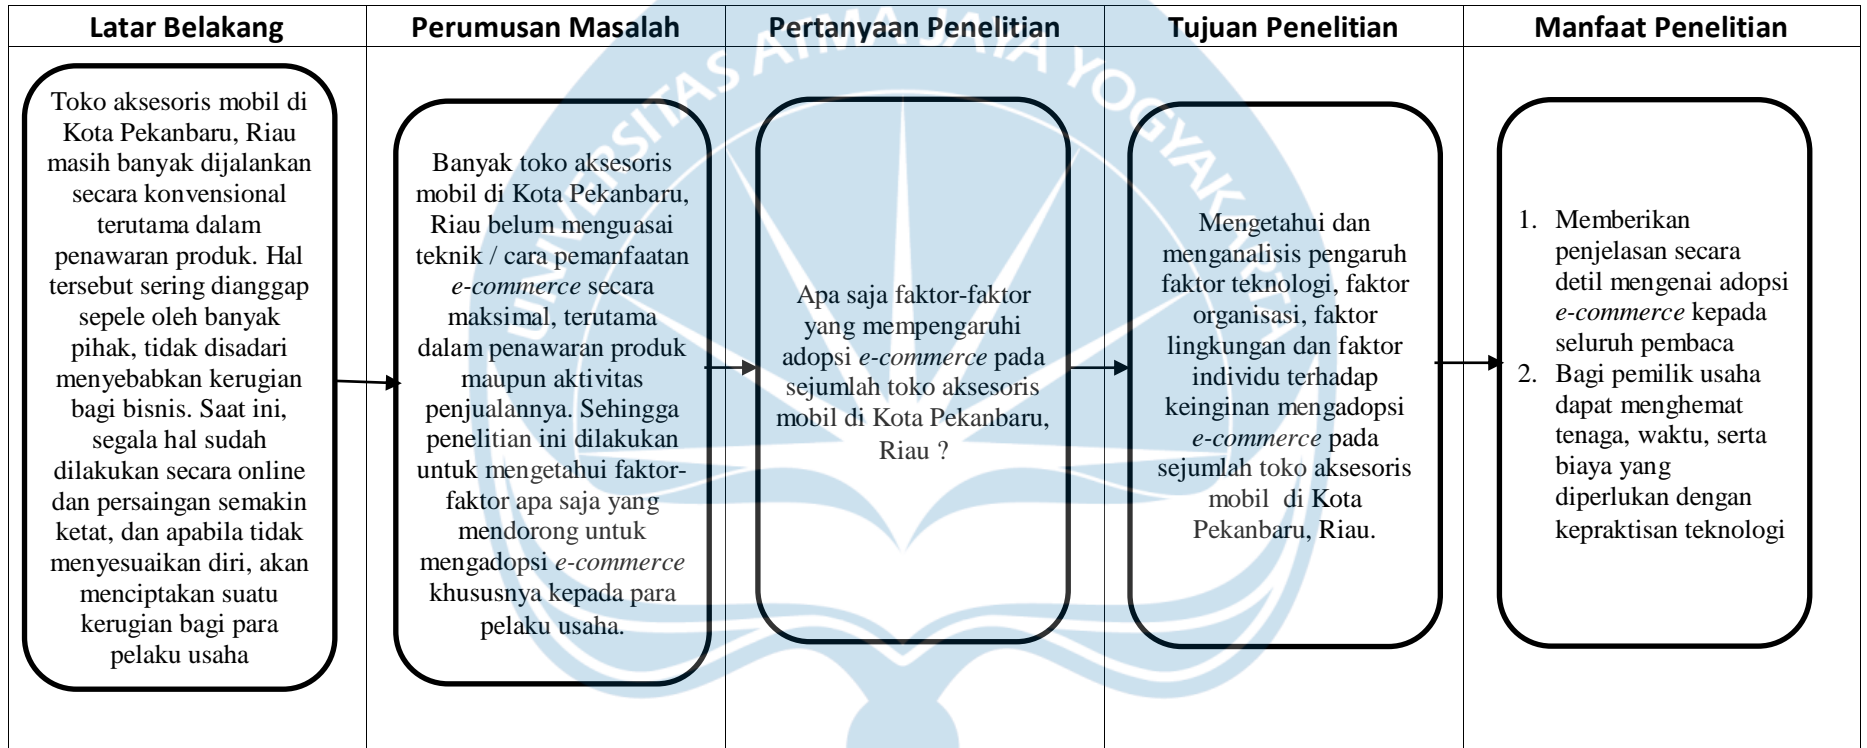 Latar Belakang
Perumusan Masalah
Pertanyaan Penelitian
Tujuan Penelitian
Manfaat Penelitian
Toko aksesoris mobil di
Kota Pekanbaru, Riau
masih banyak dijalankan
secara konvensional
terutama dalam
penawaran produk. Hal
tersebut sering dianggap
sepele oleh banyak
pihak, tidak disadari
menyebabkan kerugian
bagi bisnis. Saat ini,
segala hal sudah
dilakukan secara online
dan persaingan semakin
ketat, dan apabila tidak
menyesuaikan diri, akan
menciptakan suatu
kerugian bagi para
pelaku usaha
Banyak toko aksesoris
mobil di Kota Pekanbaru,
Riau belum menguasai
teknik / cara pemanfaatan
e-commerce secara
maksimal, terutama
dalam penawaran produk
maupun aktivitas
penjualannya. Sehingga
penelitian ini dilakukan
untuk mengetahui faktor-
faktor apa saja yang
mendorong untuk
mengadopsi e-commerce
khususnya kepada para
pelaku usaha.
Apa saja faktor-faktor
yang mempengaruhi
adopsi e-commerce pada
sejumlah toko aksesoris
mobil di Kota Pekanbaru,
Riau ?
Mengetahui dan
menganalisis pengaruh
faktor teknologi, faktor
organisasi, faktor
lingkungan dan faktor
individu terhadap
keinginan mengadopsi
e-commerce pada
sejumlah toko aksesoris
mobil di Kota
Pekanbaru, Riau.
1. Memberikan
penjelasan secara
detil mengenai adopsi
e-commerce kepada
seluruh pembaca
2. Bagi pemilik usaha
dapat menghemat
tenaga, waktu, serta
biaya yang
diperlukan dengan
kepraktisan teknologi
UNIVERSITAS ATMA JAYA YOGYAKARTA